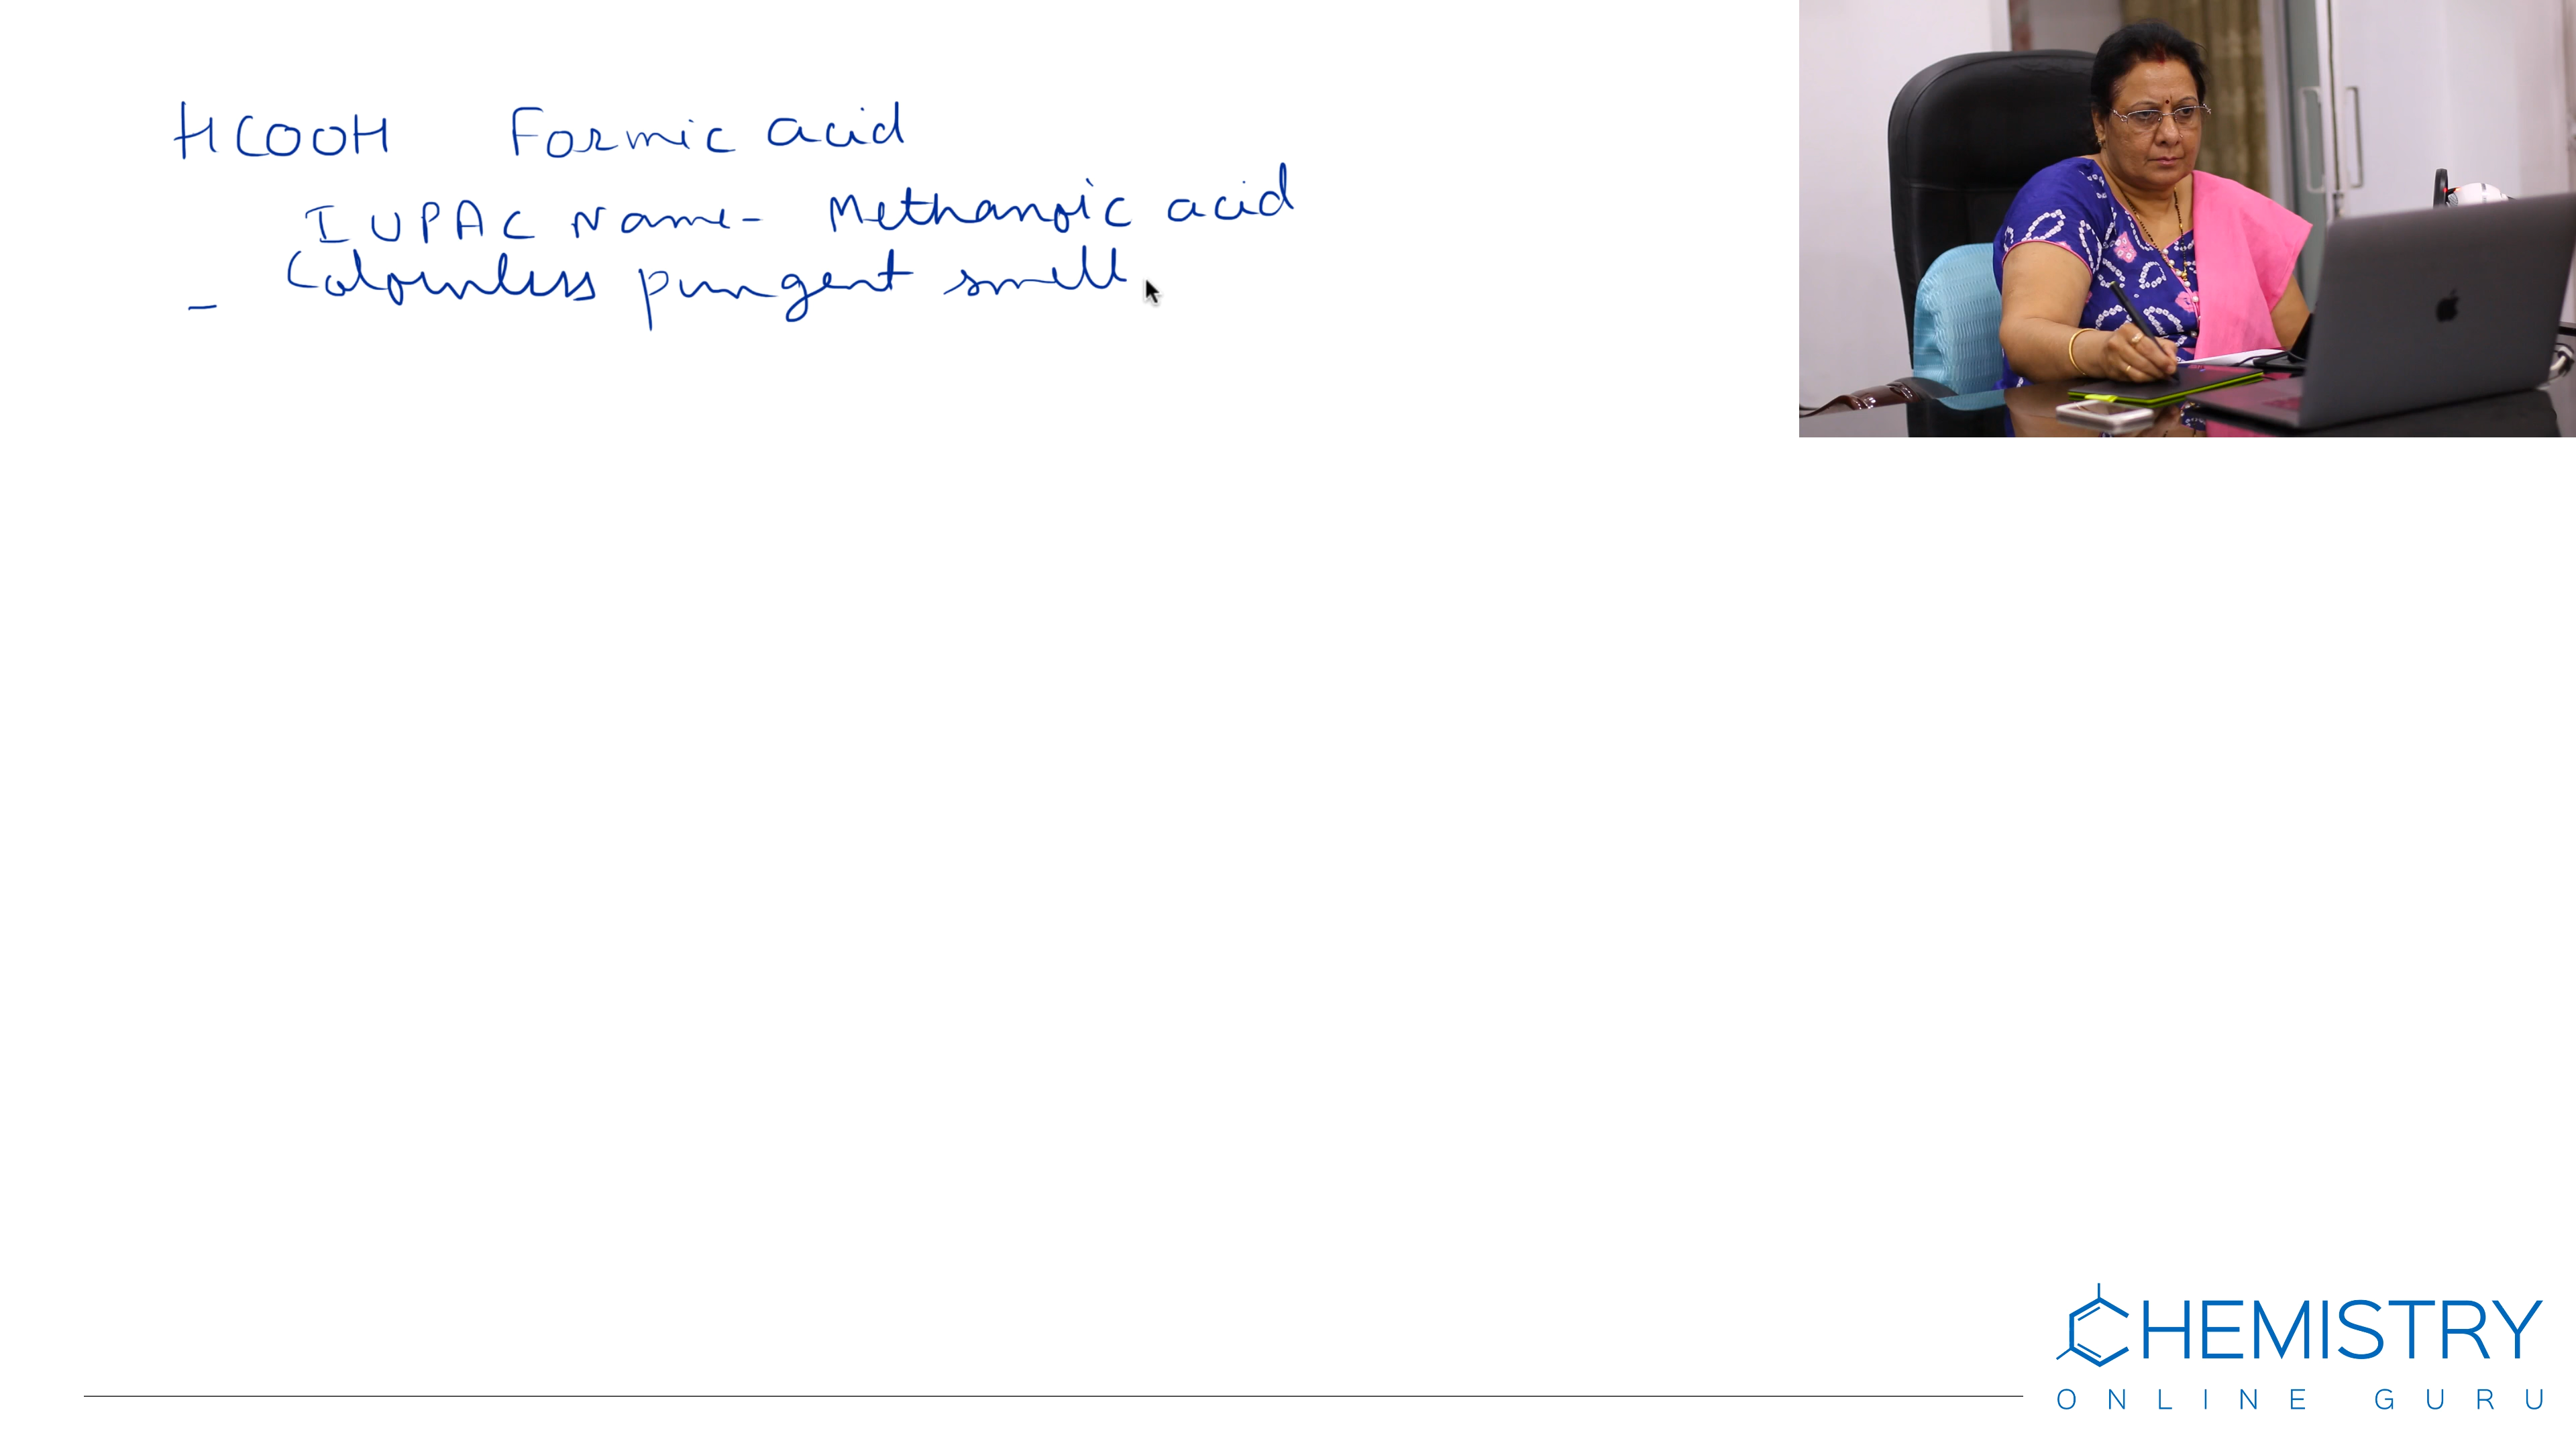 HCOOH Formic acid
IUPAC Name- Methanoic acid
- Colourless pungent smell
CHEMISTRY
ONLINE GURU